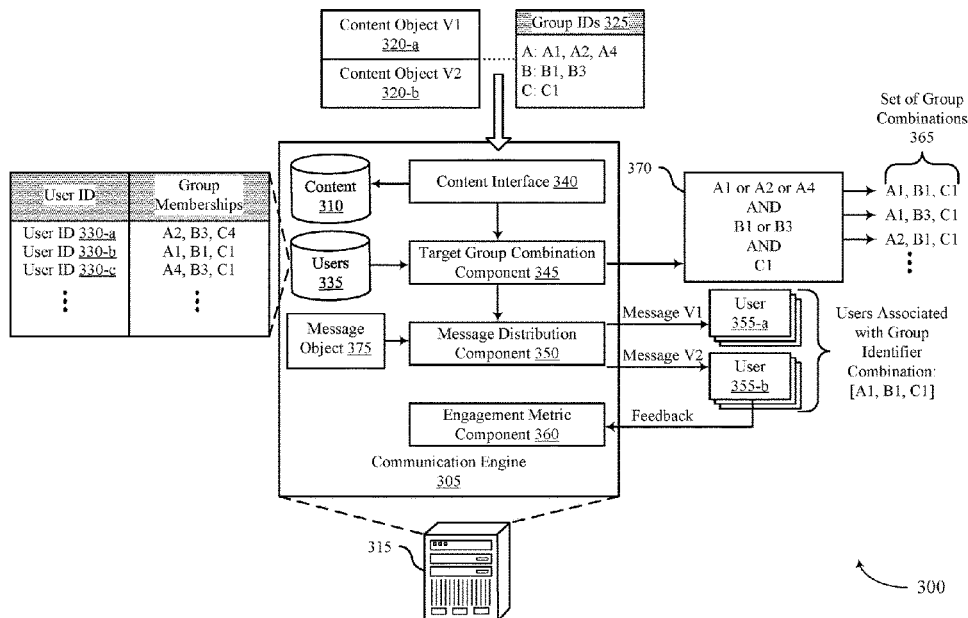 Content Object V1
320-a
Content Object V2
320-b
Group IDs 325
A: A1, A2, A4
B: B1, B3
C: C1
Set of Group
Combinations
365
User ID
Group
Memberships
User ID 330-a
A2, B3, C4
User ID 330-b
A1, B1, C1
User ID 330-c
A4, B3, C1
Content
310
Content Interface 340
370
A1 or A2 or A4
AND
B1 or B3
AND
C1
A1, B1, C1
A1, B3, C1
A2, B1, C1
Users
335
Target Group Combination
Component 345
Message
Object 375
Message Distribution
Component 350
Message V1
User
355-a
Message V2
User
355-b
Users Associated
with Group
Identifier
Combination:
[A1, B1, C1]
Engagement Metric
Component 360
Feedback
Communication Engine
305
315
300